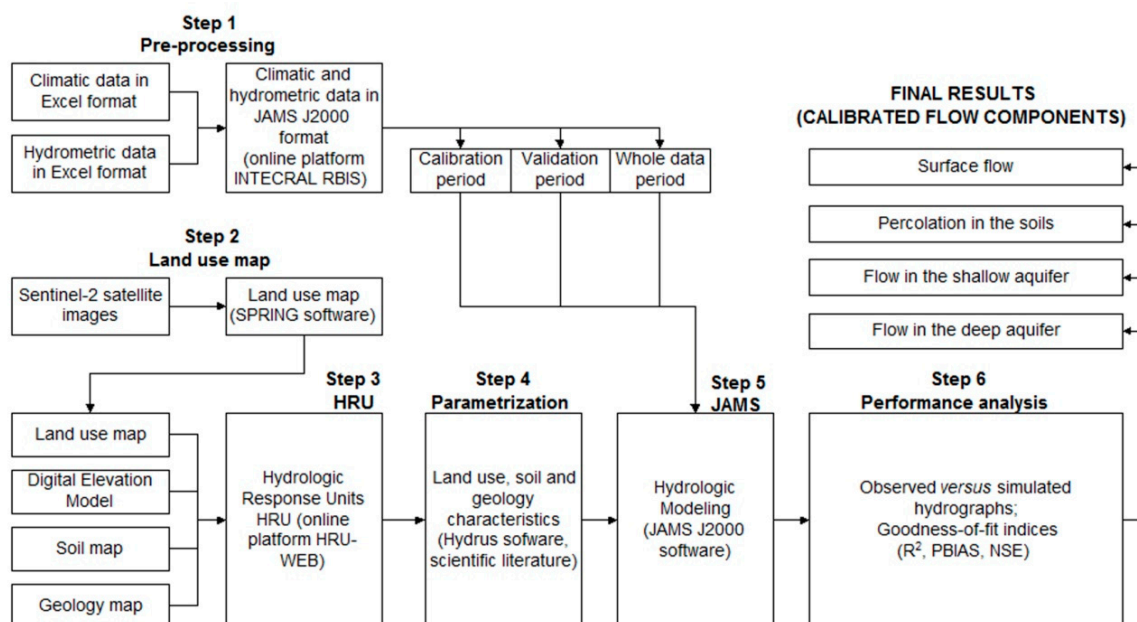 Step 1
Pre-processing
Climatic data in
Excel format
Hydrometric data
in Excel format
Climatic and
hydrometric data in
JAMS J2000
format
(online platform
INTECRAL RBIS)
Calibration
period
Validation
period
Whole data
period
FINAL RESULTS
(CALIBRATED FLOW COMPONENTS)
Surface flow
Percolation in the soils
Flow in the shallow aquifer
Flow in the deep aquifer
Step 2
Land use map
Sentinel-2 satellite
images
Land use map
(SPRING software)
Step 3
HRU
Land use map
Digital Elevation
Model
Soil map
Geology map
Hydrologic
Response Units
HRU (online
platform HRU-
WEB)
Step 4
Parametrization
Land use, soil and
geology
characteristics
(Hydrus sofware,
scientific literature)
Step 5
JAMS
Hydrologic
Modeling
(JAMS J2000
software)
Step 6
Performance analysis
Observed versus simulated
hydrographs;
Goodness-of-fit indices
(R², PBIAS, NSE)